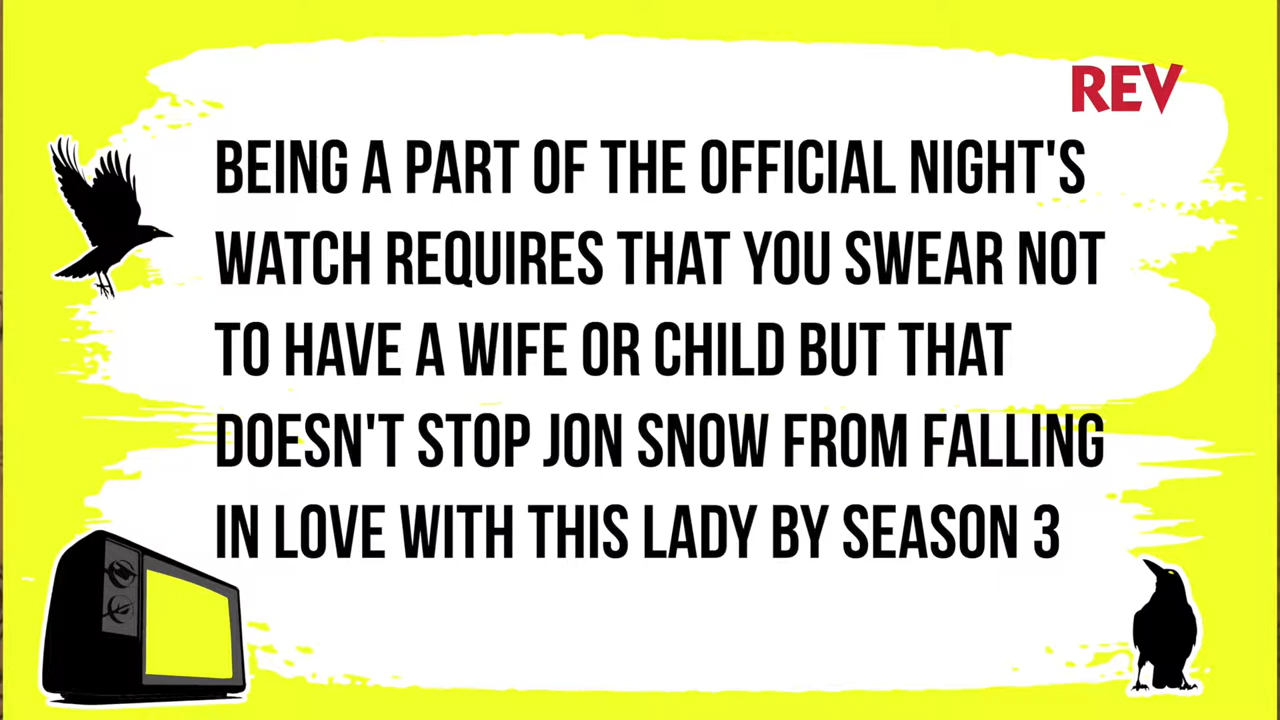 REV
BEING A PART OF THE OFFICIAL NIGHT'S
WATCH REQUIRES THAT YOU SWEAR NOT
TO HAVE A WIFE OR CHILD BUT THAT
DOESN'T STOP JON SNOW FROM FALLING
IN LOVE WITH THIS LADY BY SEASON 3